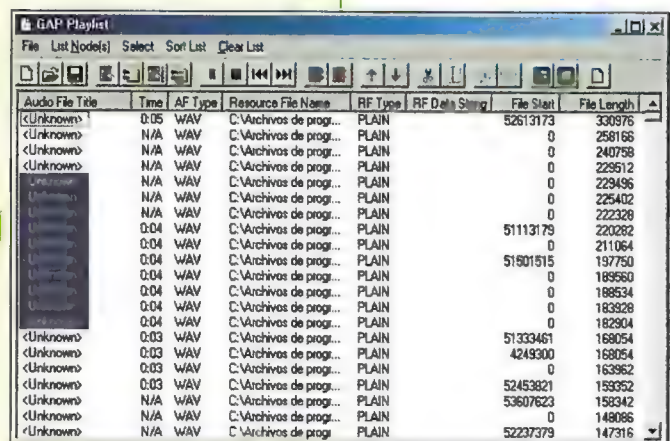 GAP Playlist
File List Node(s) Select Sort List Clear List
Audio File Title Time AF Type Resource File Name RF Type RF Data String File Start File Length
<Unknown> 0:05 WAV C:\Archivos de progr... PLAIN 52613173 330976
<Unknown> N/A WAV C:\Archivos de progr... PLAIN 0 258166
<Unknown> N/A WAV C:\Archivos de progr... PLAIN 0 240758
<Unknown> N/A WAV C:\Archivos de progr... PLAIN 0 229512
Unknown N/A WAV C:\Archivos de progr... PLAIN 0 229496
N/A WAV C:\Archivos de progr... PLAIN 0 225402
N/A WAV C:\Archivos de progr... PLAIN 0 222328
0:04 WAV C:\Archivos de progr... PLAIN 51113179 220282
0:04 WAV C:\Archivos de progr... PLAIN 0 211064
0:04 WAV C:\Archivos de progr... PLAIN 51501515 197750
0:04 WAV C:\Archivos de progr... PLAIN 0 189560
0:04 WAV C:\Archivos de progr... PLAIN 0 188534
0:04 WAV C:\Archivos de progr... PLAIN 0 183928
0:04 WAV C:\Archivos de progr... PLAIN 0 182904
<Unknown> 0:03 WAV C:\Archivos de progr... PLAIN 51333461 168054
<Unknown> 0:03 WAV C:\Archivos de progr... PLAIN 4249300 168054
<Unknown> 0:03 WAV C:\Archivos de progr... PLAIN 0 163962
<Unknown> 0:03 WAV C:\Archivos de progr... PLAIN 52453821 159352
<Unknown> N/A WAV C:\Archivos de progr... PLAIN 53607623 158342
<Unknown> N/A WAV C:\Archivos de progr... PLAIN 0 148086
<Unknown> N/A WAV C:\Archivos de progr PLAIN 52237379 147316